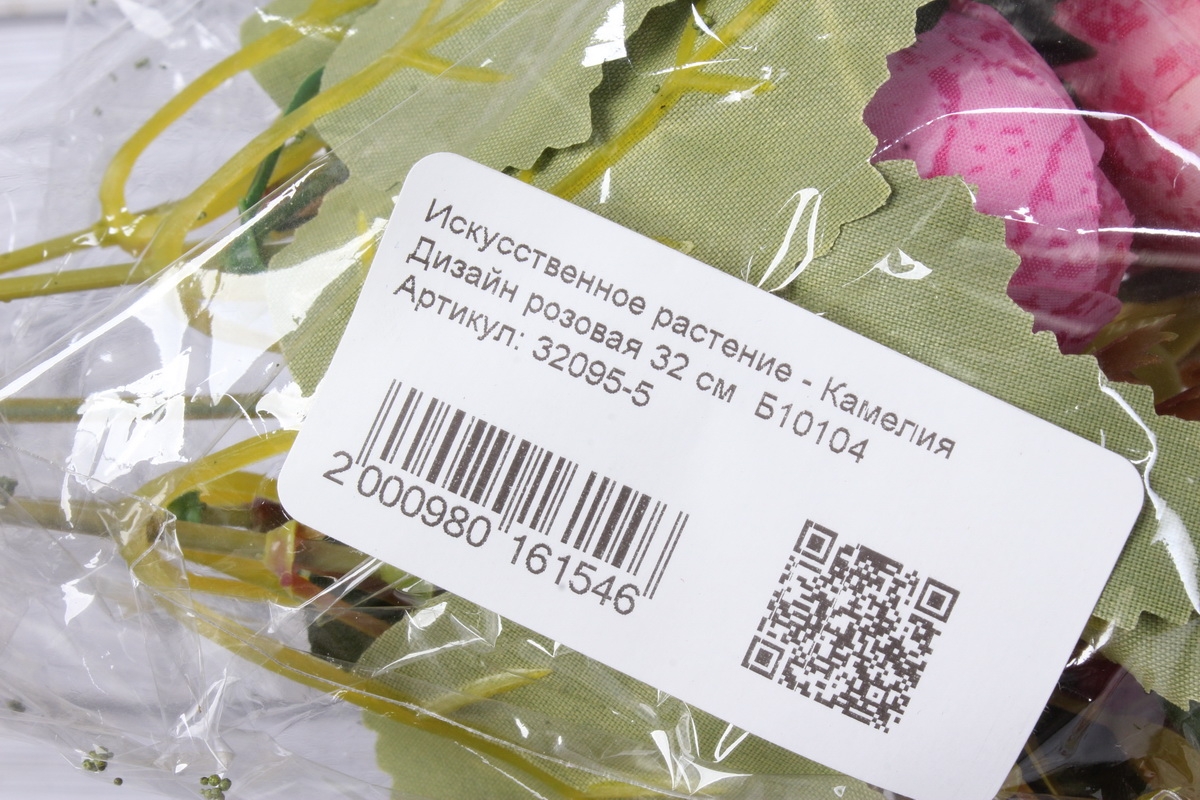 Искусственное растение - Камелия
Дизайн розовая 32 см Б10104
Артикул: 32095-5
2 000980 161546